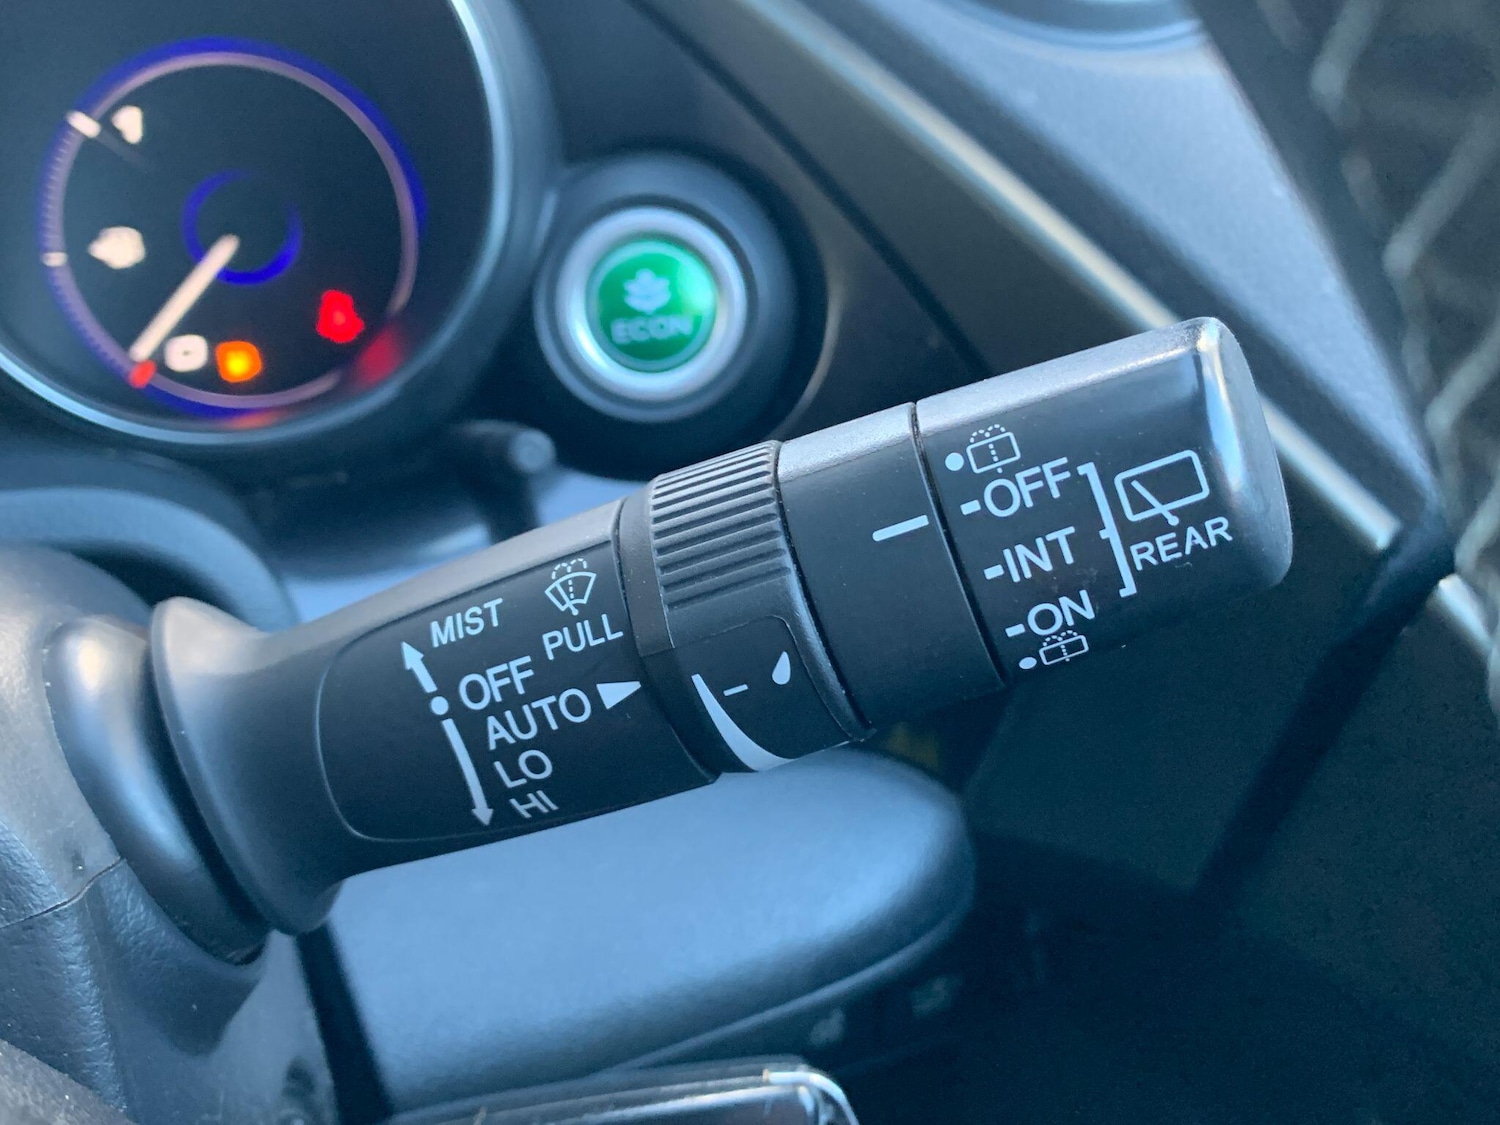 ECON
OFF
INT
ON
REAR
MIST
PULL
OFF
AUTO
LO
HI